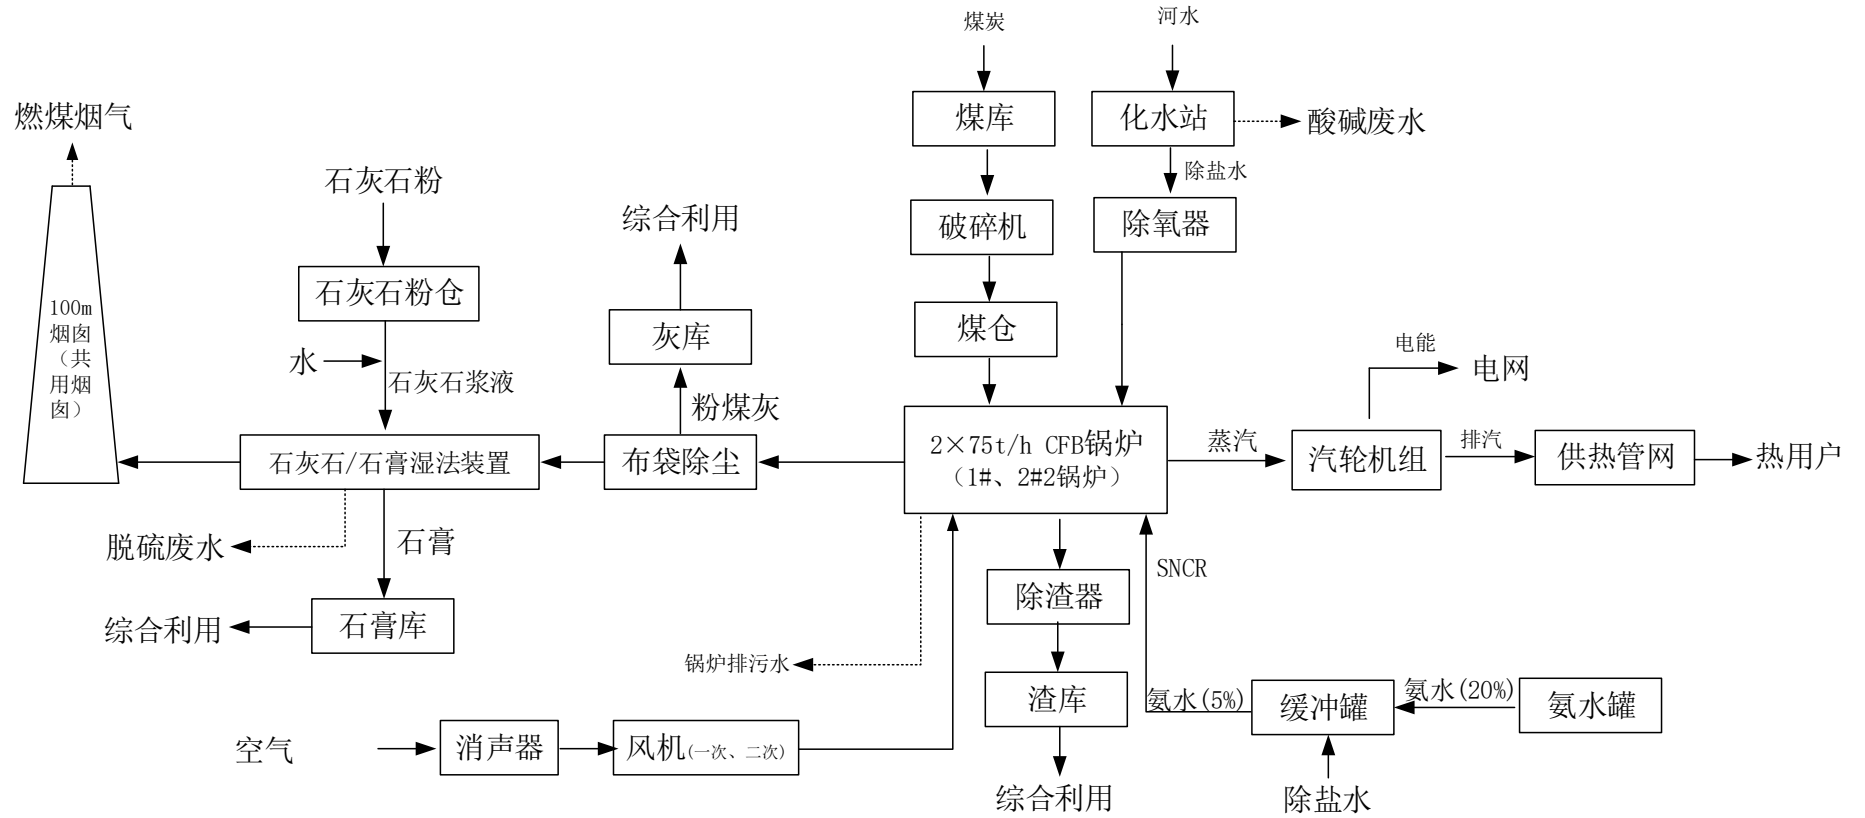 煤炭
河水
燃煤烟气
煤库
化水站
酸碱废水
石灰石粉
除盐水
综合利用
破碎机
除氧器
石灰石粉仓
100m
烟囱
（共
用烟
囱）
灰库
煤仓
水
石灰石浆液
电能
电网
粉煤灰
石灰石/石膏湿法装置
布袋除尘
2×75t/h CFB锅炉
（1#、2#2锅炉）
蒸汽
汽轮机组
排汽
供热管网
热用户
脱硫废水
石膏
SNCR
除渣器
综合利用
石膏库
锅炉排污水
渣库
氨水(5%)
缓冲罐
氨水(20%)
氨水罐
空气
消声器
风机(一次、二次)
综合利用
除盐水